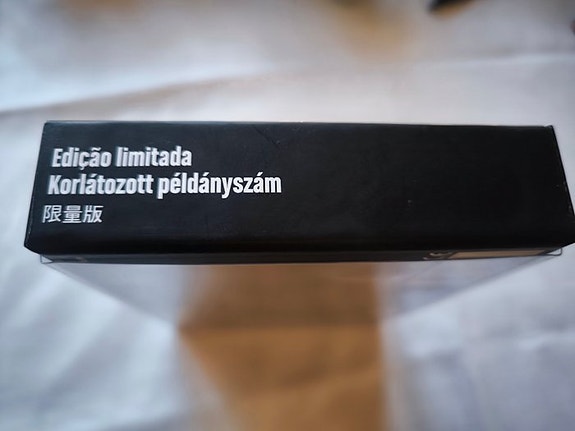 Edição limitada
Korlátozott példányszám
限量版